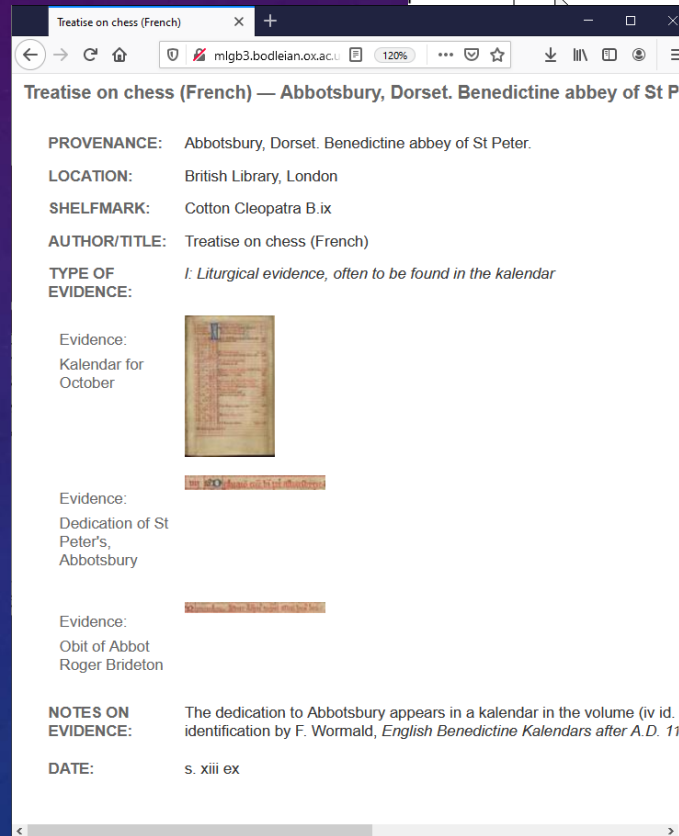 Treatise on chess (French)
mlgb3.bodleian.ox.ac.u
120%
Treatise on chess (French) — Abbotsbury, Dorset. Benedictine abbey of St P
PROVENANCE: Abbotsbury, Dorset. Benedictine abbey of St Peter.
LOCATION: British Library, London
SHELFMARK: Cotton Cleopatra B.ix
AUTHOR/TITLE: Treatise on chess (French)
TYPE OF EVIDENCE: I: Liturgical evidence, often to be found in the kalendar
Evidence:
Kalendar for
October
Evidence:
Dedication of St
Peter's,
Abbotsbury
Evidence:
Obit of Abbot
Roger Brideton
NOTES ON EVIDENCE: The dedication to Abbotsbury appears in a kalendar in the volume (iv id.
identification by F. Wormald, English Benedictine Kalendars after A.D. 11
DATE: s. xiii ex